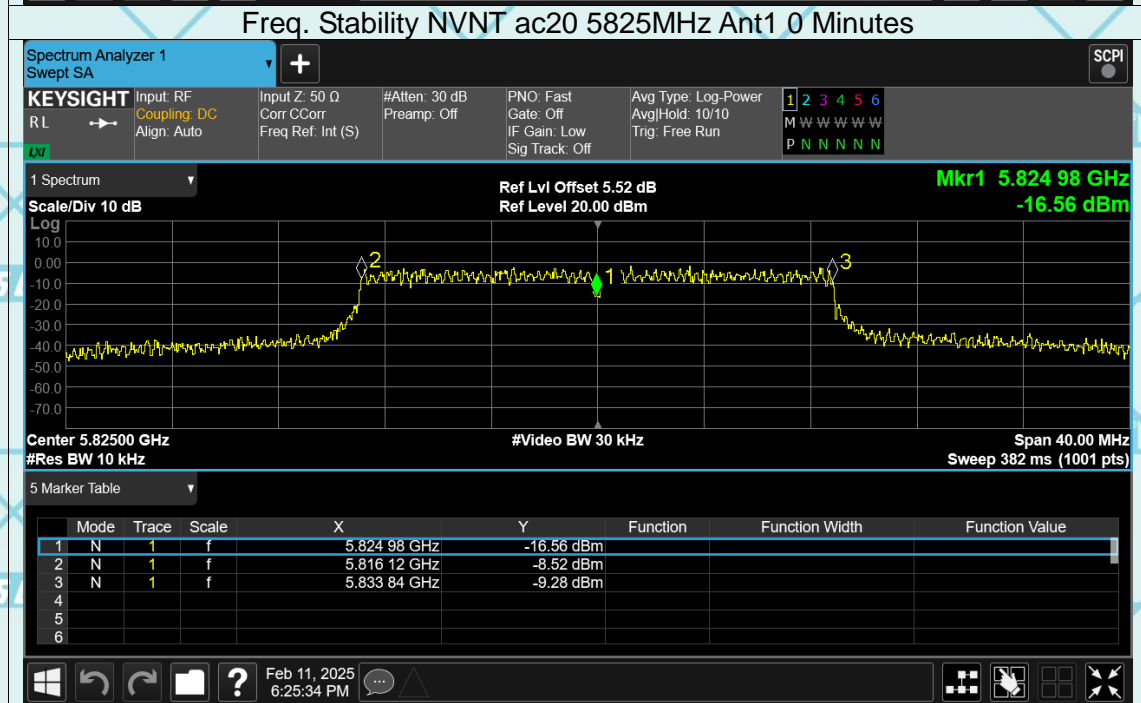 Freq. Stability NVNT ac20 5825MHz Ant1 0 Minutes
Spectrum Analyzer 1
Swept SA
SCPI
KEYSIGHT
R L
LXI
Input: RF
Coupling: DC
Align: Auto
Input Z: 50 Ω
Corr CCorr
Freq Ref: Int (S)
#Atten: 30 dB
Preamp: Off
PNO: Fast
Gate: Off
IF Gain: Low
Sig Track: Off
Avg Type: Log-Power
Avg|Hold: 10/10
Trig: Free Run
1 2 3 4 5 6
M W W W W W
P N N N N N
1 Spectrum
Scale/Div 10 dB
Ref Lvl Offset 5.52 dB
Ref Level 20.00 dBm
Mkr1 5.824 98 GHz
-16.56 dBm
Log
10.0
0.00
-10.0
-20.0
-30.0
-40.0
-50.0
-60.0
-70.0
2
1
3
Center 5.82500 GHz
#Video BW 30 kHz
Span 40.00 MHz
#Res BW 10 kHz
Sweep 382 ms (1001 pts)
5 Marker Table
Mode Trace Scale X Y Function Function Width Function Value
1 N 1 f 5.824 98 GHz -16.56 dBm
2 N 1 f 5.816 12 GHz -8.52 dBm
3 N 1 f 5.833 84 GHz -9.28 dBm
4
5
6
Feb 11, 2025
6:25:34 PM